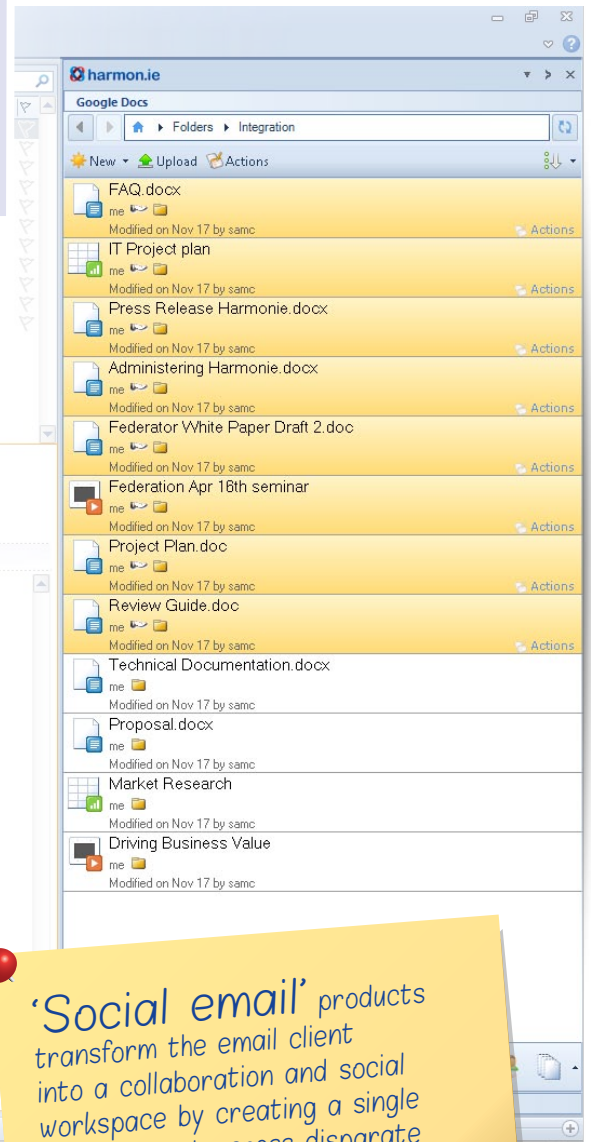 harmon.ie
Google Docs
Folders Integration
New Upload Actions
FAQ.docx
me
Modified on Nov 17 by samc Actions
IT Project plan
me
Modified on Nov 17 by samc Actions
Press Release Harmonie.docx
me
Modified on Nov 17 by samc Actions
Administering Harmonie.docx
me
Modified on Nov 17 by samc Actions
Federator White Paper Draft 2.doc
me
Modified on Nov 17 by samc Actions
Federation Apr 16th seminar
me
Modified on Nov 17 by samc Actions
Project Plan.doc
me
Modified on Nov 17 by samc Actions
Review Guide.doc
me
Modified on Nov 17 by samc Actions
Technical Documentation.docx
me
Modified on Nov 17 by samc
Proposal.docx
me
Modified on Nov 17 by samc
Market Research
me
Modified on Nov 17 by samc
Driving Business Value
me
Modified on Nov 17 by samc
‘Social email’ products
transform the email client
into a collaboration and social
workspace by creating a single
disparate